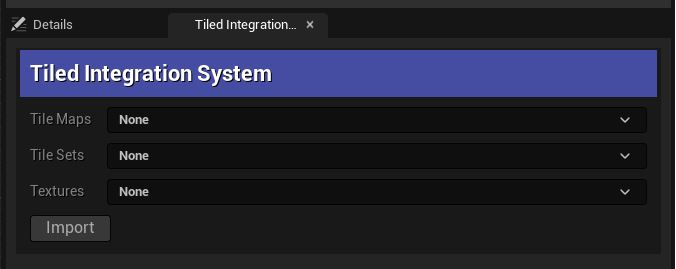 Details
Tiled Integration... ×
Tiled Integration System
Tile Maps None
Tile Sets None
Textures None
Import